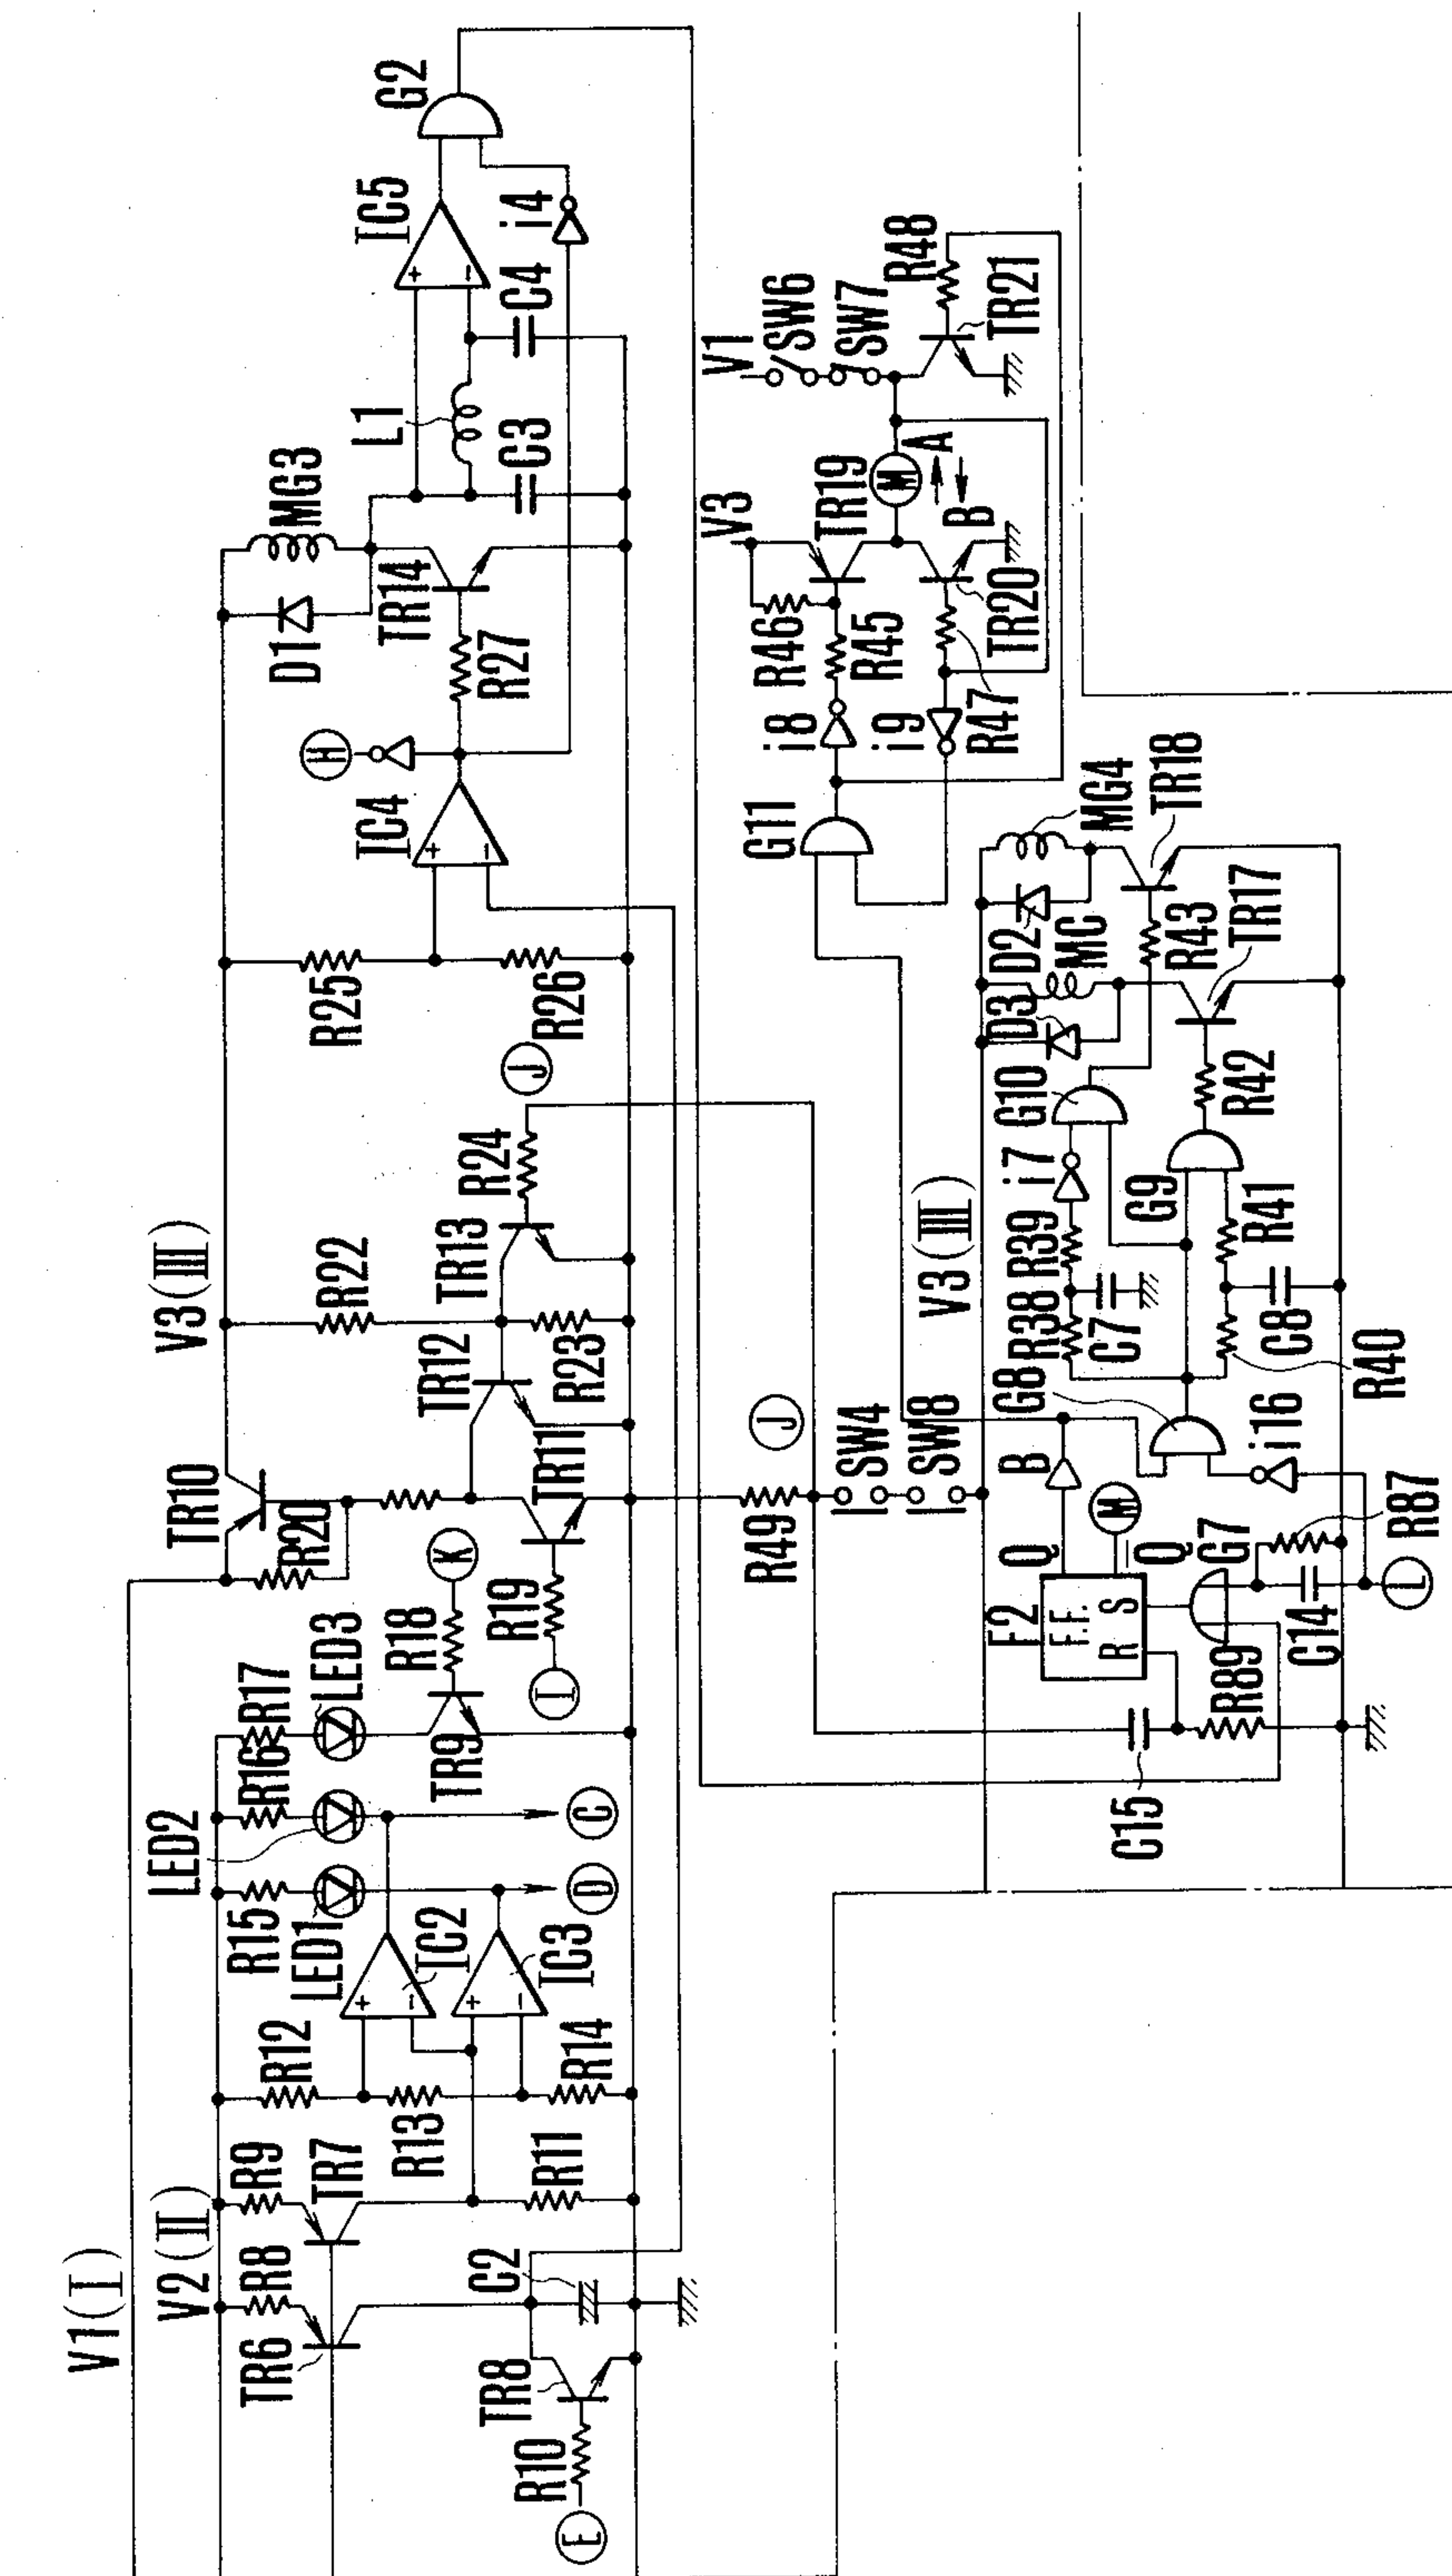 V1(I)
V2(II)
R8
R9
TR6
TR7
R12
R13
R14
R11
C2
TR8
R10
E
R15
LED1
LED2
R16
R17
LED3
IC2
IC3
+
-
+
-
D
C
TR9
R18
K
R19
I
TR10
R20
TR11
TR12
V3(III)
R22
R23
TR13
R24
J
R25
R26
IC4
+
-
H
R27
D1
MG3
TR14
L1
C3
C4
IC5
+
-
i4
G2
V3
R46
R45
TR19
i8
i9
R47
TR20
G11
M
A
B
V1
SW6
SW7
R48
TR21
R49
J
SW4
SW8
V3(III)
C15
R89
F2
F.F.
R
S
Q
Q
M
B
G7
R87
C14
L
G8
i16
R38
R39
C7
i7
G10
G9
R40
R41
C8
R42
R43
D3
MC
D2
MG4
TR17
TR18